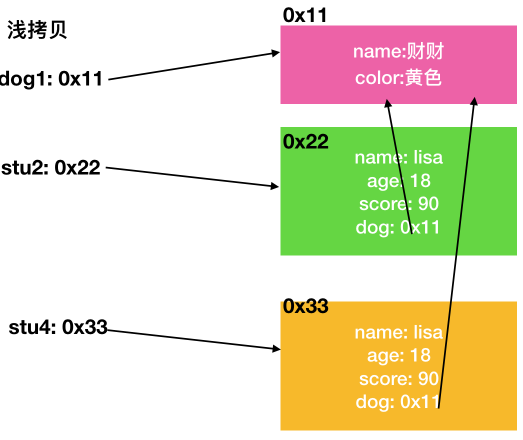 浅拷贝
0x11
name:财财
color:黄色
dog1: 0x11
0x22
name: lisa
age: 18
score: 90
dog: 0x11
stu2: 0x22
0x33
name: lisa
age: 18
score: 90
dog: 0x11
stu4: 0x33